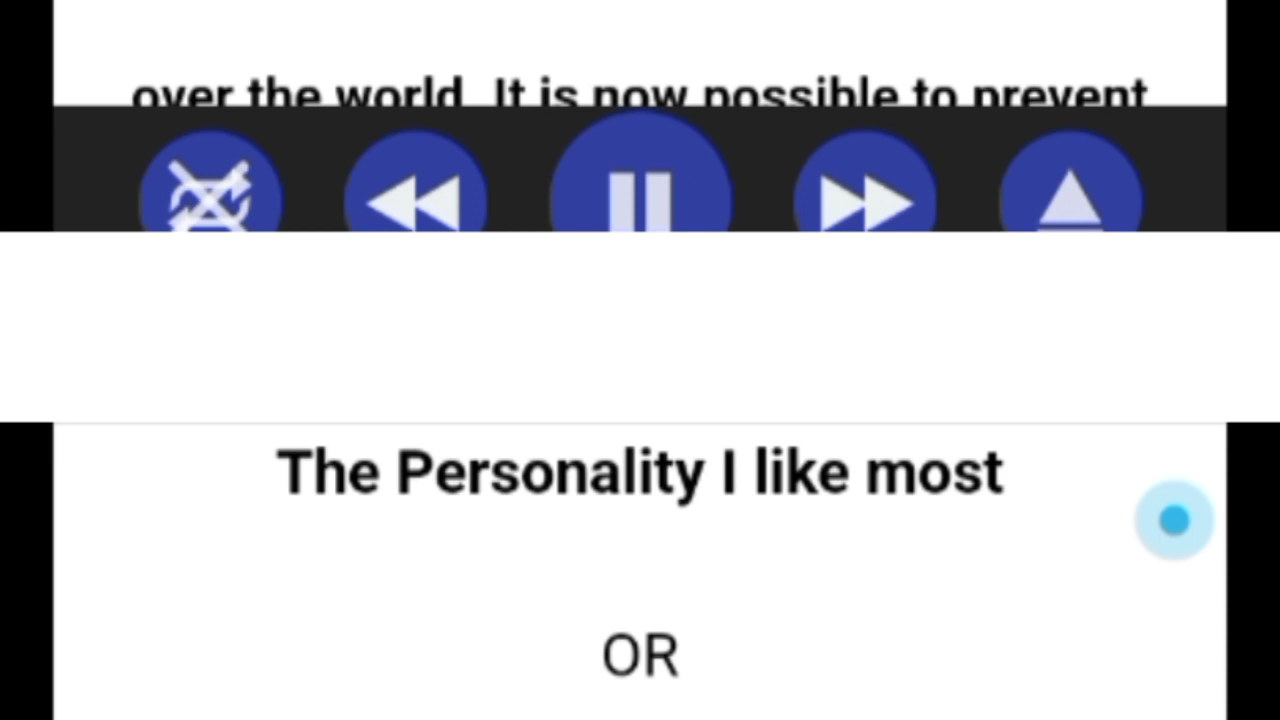 over the world. It is now possible to prevent
The Personality I like most
OR